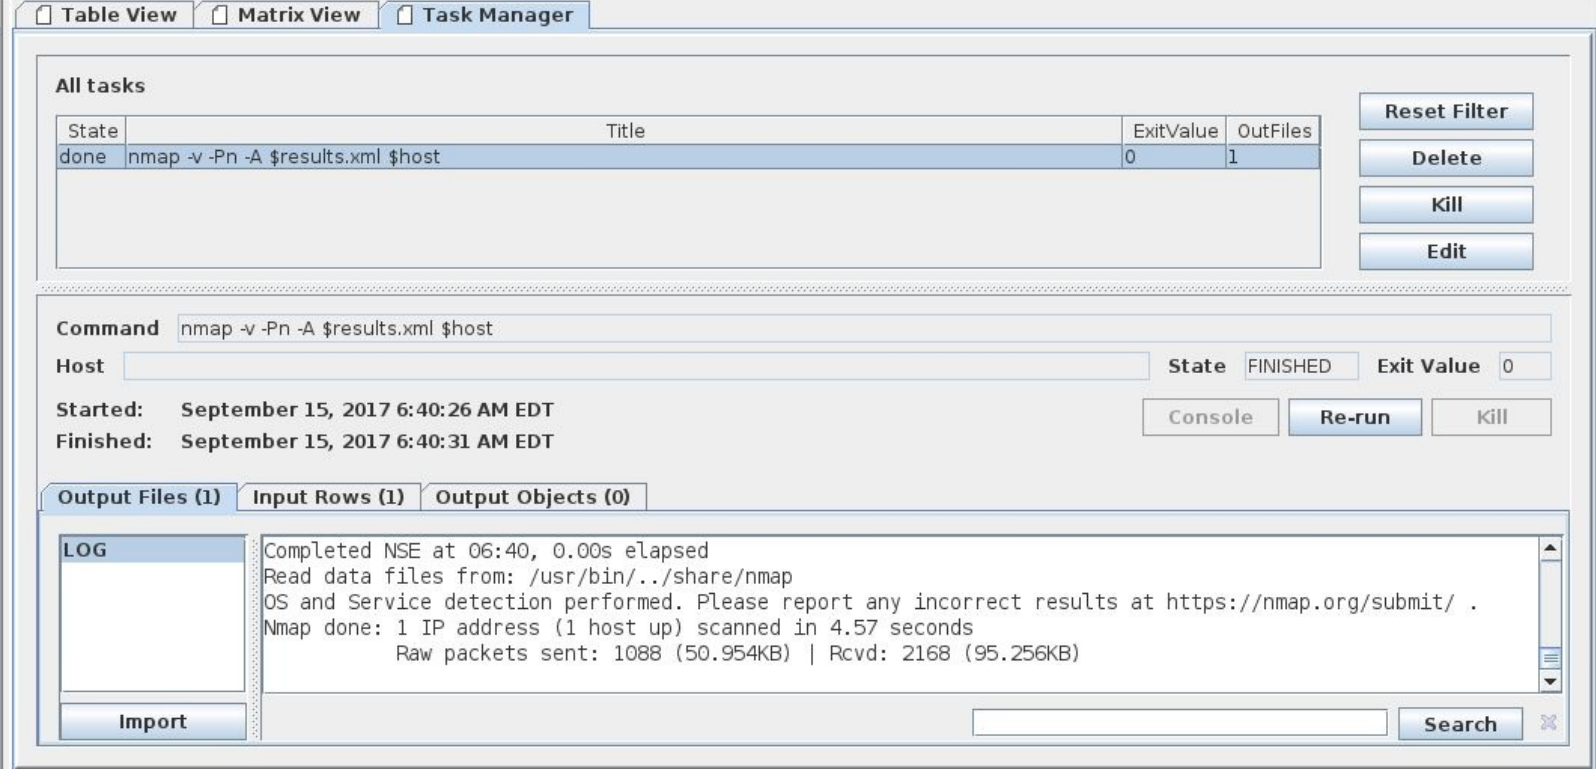 Table View Matrix View Task Manager
All tasks
State Title ExitValue OutFiles
done nmap -v -Pn -A $results.xml $host 0 1
Reset Filter
Delete
Kill
Edit
Command nmap -v -Pn -A $results.xml $host
Host State FINISHED Exit Value 0
Started: September 15, 2017 6:40:26 AM EDT
Finished: September 15, 2017 6:40:31 AM EDT
Console Re-run Kill
Output Files (1) Input Rows (1) Output Objects (0)
LOG
Completed NSE at 06:40, 0.00s elapsed
Read data files from: /usr/bin/../share/nmap
OS and Service detection performed. Please report any incorrect results at https://nmap.org/submit/ .
Nmap done: 1 IP address (1 host up) scanned in 4.57 seconds
Raw packets sent: 1088 (50.954KB) | Rcvd: 2168 (95.256KB)
Import
Search